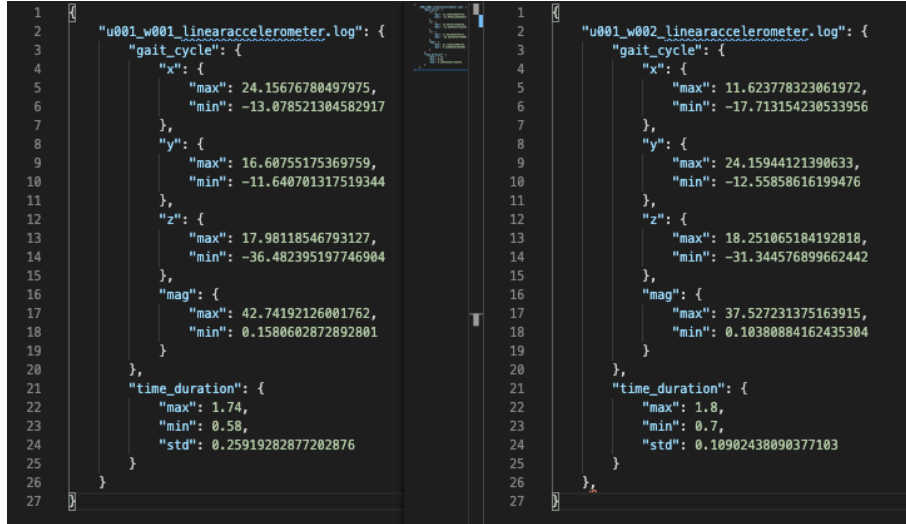 1 {
2 "u001_w001_linearaccelerometer.log": {
3 "gait_cycle": {
4 "x": {
5 "max": 24.15676780497975,
6 "min": -13.078521304582917
7 },
8 "y": {
9 "max": 16.60755175369759,
10 "min": -11.640701317519344
11 },
12 "z": {
13 "max": 17.98118546793127,
14 "min": -36.482395197746904
15 },
16 "mag": {
17 "max": 42.74192126001762,
18 "min": 0.1580602872892801
19 }
20 },
21 "time_duration": {
22 "max": 1.74,
23 "min": 0.58,
24 "std": 0.25919282877202876
25 }
26 }
27 }
1 {
2 "u001_w002_linearaccelerometer.log": {
3 "gait_cycle": {
4 "x": {
5 "max": 11.623778323061972,
6 "min": -17.713154230533956
7 },
8 "y": {
9 "max": 24.15944121390633,
10 "min": -12.55858616199476
11 },
12 "z": {
13 "max": 18.251065184192818,
14 "min": -31.344576899662442
15 },
16 "mag": {
17 "max": 37.527231375163915,
18 "min": 0.10380884162435304
19 }
20 },
21 "time_duration": {
22 "max": 1.8,
23 "min": 0.7,
24 "std": 0.10902438090377103
25 }
26 },
27 }